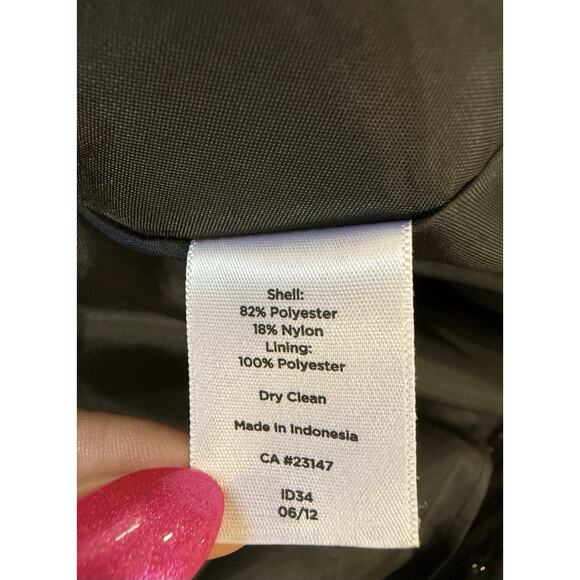 Shell:
82% Polyester
18% Nylon
Lining:
100% Polyester
Dry Clean
Made in Indonesia
CA #23147
ID34
06/12